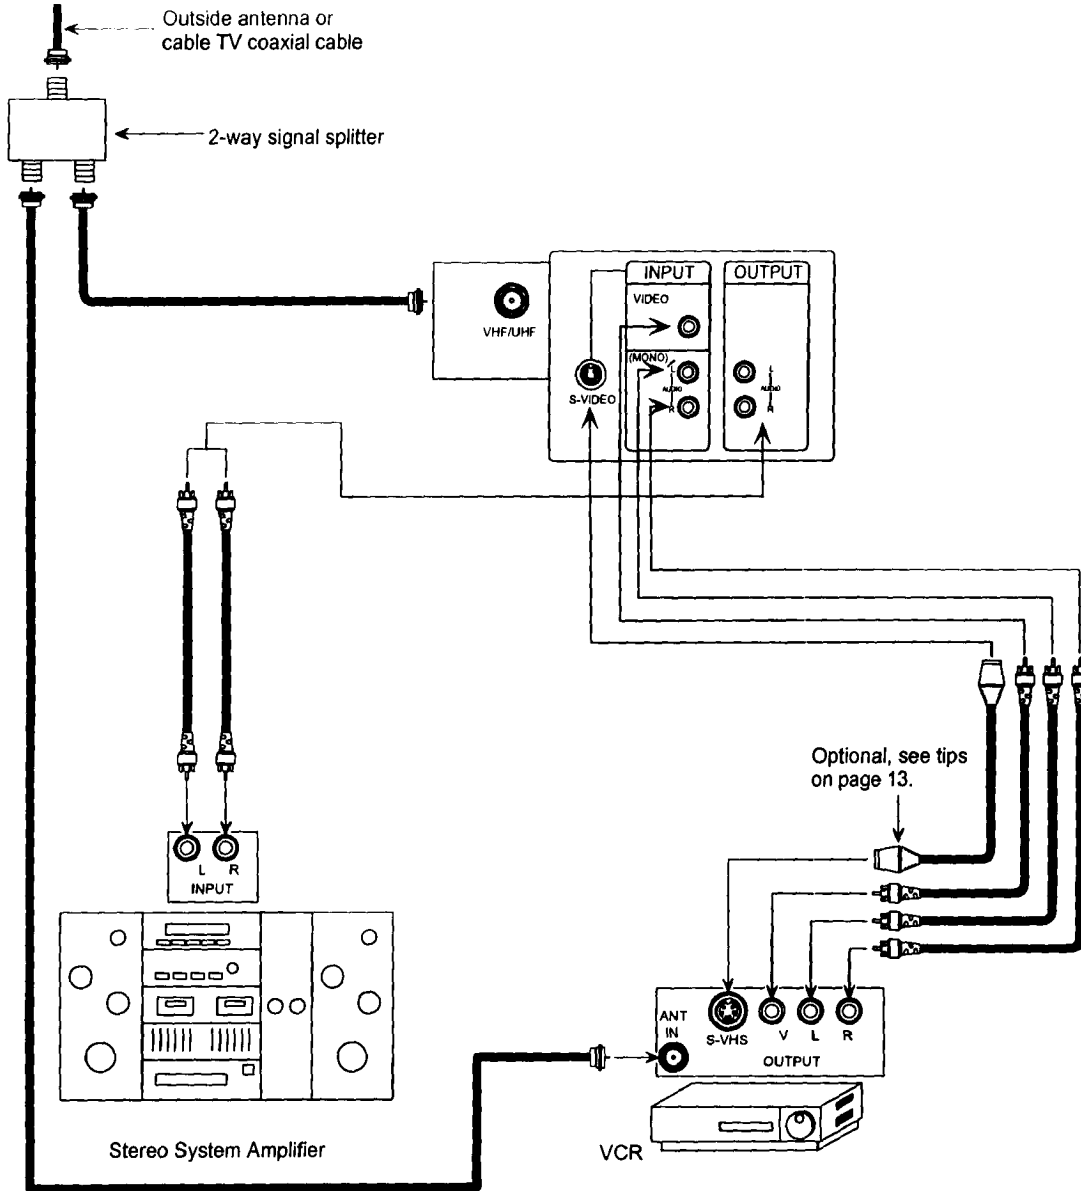 Outside antenna or
cable TV coaxial cable
2-way signal splitter
INPUT
OUTPUT
VIDEO
VHF/UHF
(MONO)
L
AUDIO
R
L
AUDIO
R
S-VIDEO
Optional, see tips
on page 13.
L R
INPUT
ANT
IN
S-VHS
V L R
OUTPUT
Stereo System Amplifier
VCR